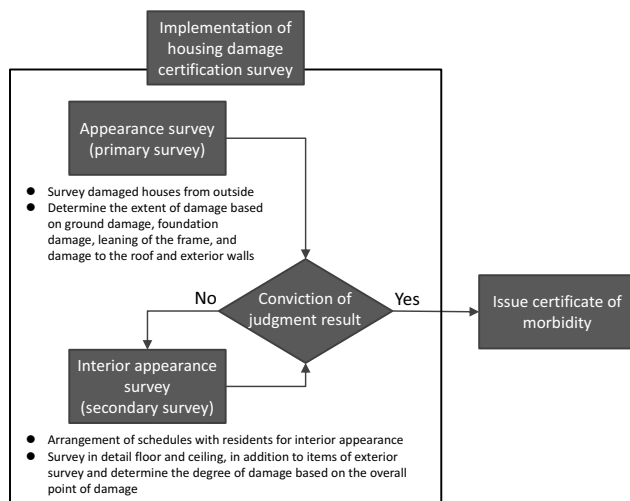 Implementation of
housing damage
certification survey
Appearance survey
(primary survey)
● Survey damaged houses from outside
● Determine the extent of damage based
on ground damage, foundation
damage, leaning of the frame, and
damage to the roof and exterior walls
No
Conviction of
judgment result
Yes
Issue certificate of
morbidity
Interior appearance
survey
(secondary survey)
● Arrangement of schedules with residents for interior appearance
● Survey in detail floor and ceiling, in addition to items of exterior
survey and determine the degree of damage based on the overall
point of damage